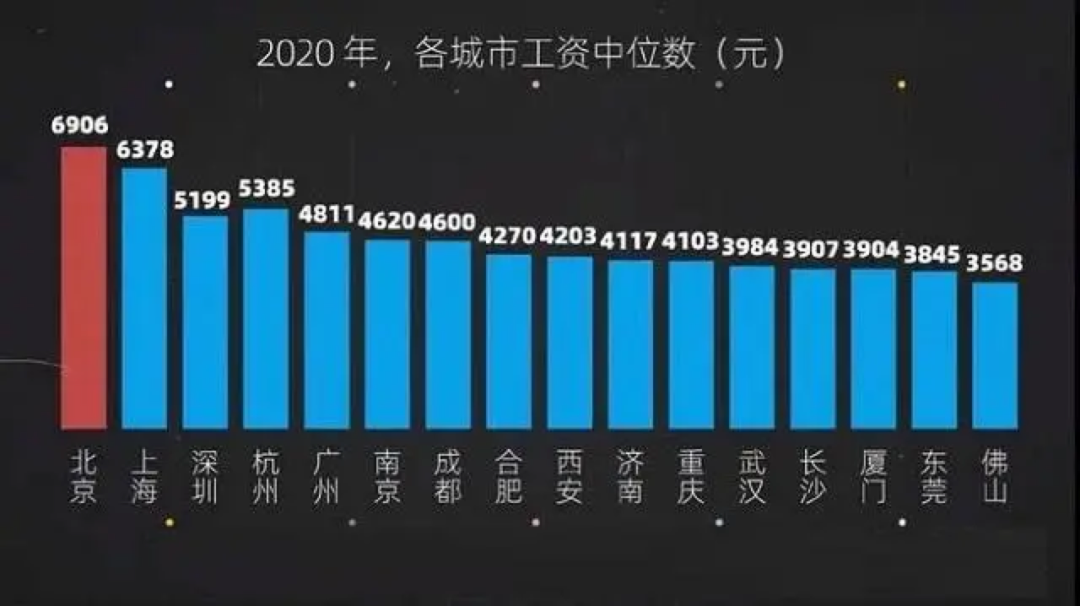 2020 年，各城市工资中位数（元）
6906
6378
5199
5385
4811
4620
4600
4270
4203
4117
4103
3984
3907
3904
3845
3568
北京
上海
深圳
杭州
广州
南京
成都
合肥
西安
济南
重庆
武汉
长沙
厦门
东莞
佛山